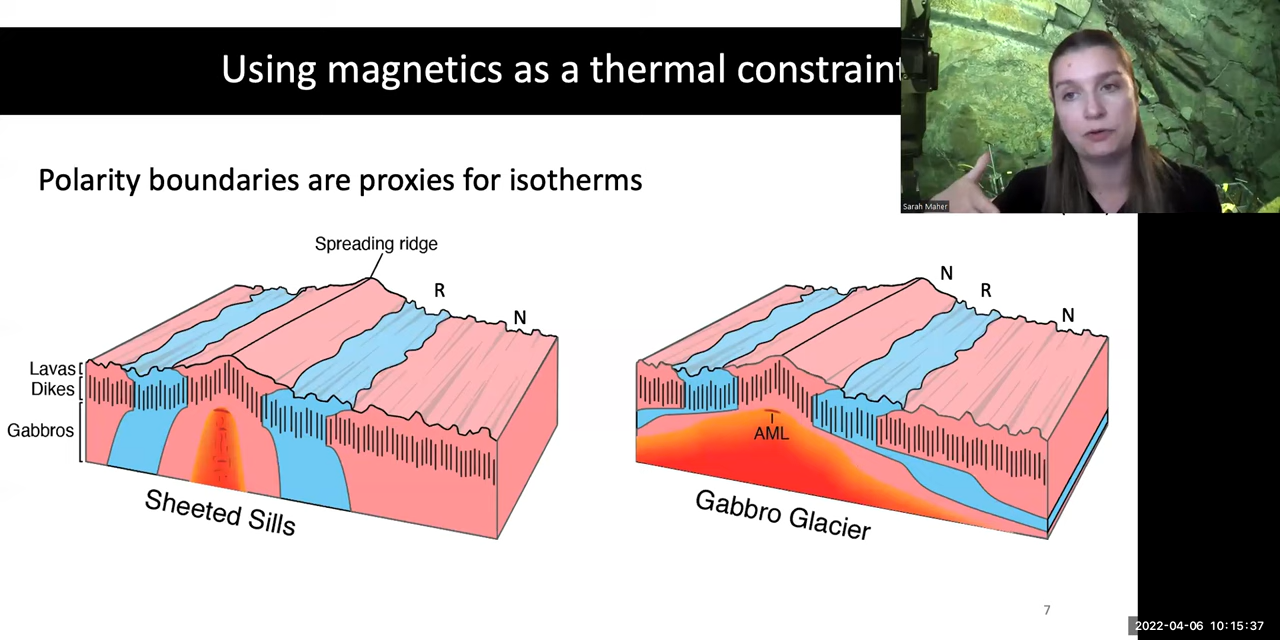 Using magnetics as a thermal constraint
Sarah Maher
Polarity boundaries are proxies for isotherms
Spreading ridge
R
N
Lavas
Dikes
Gabbros
Sheeted Sills
N
R
N
AML
Gabbro Glacier
7
2022-04-06 10:15:37